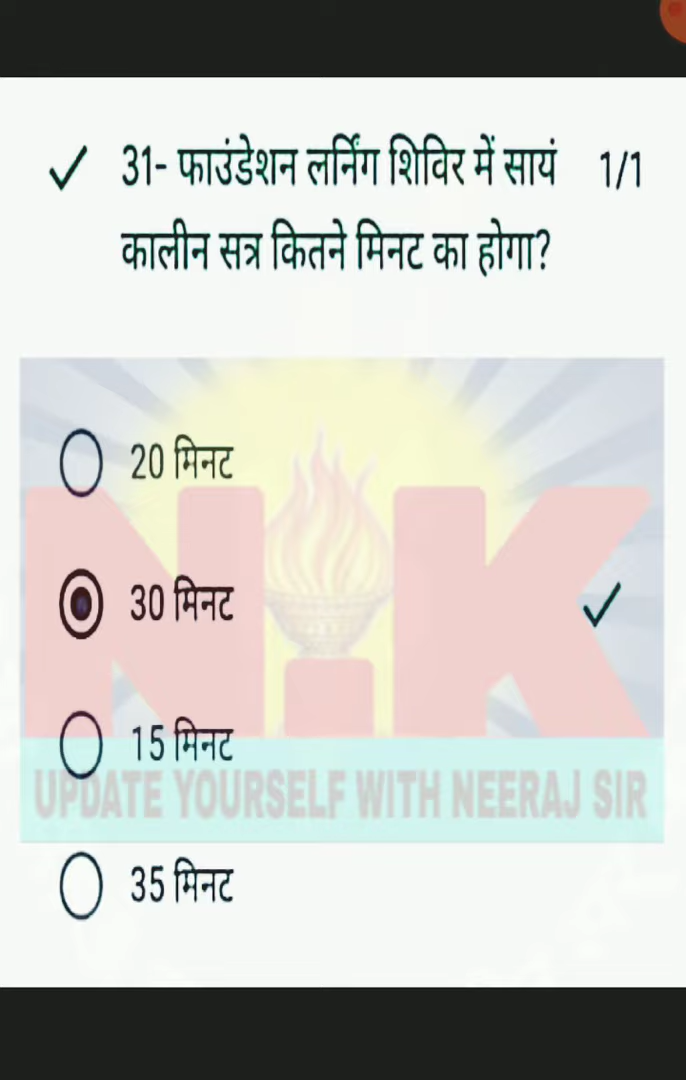 31- फाउंडेशन लर्निंग शिविर में सायं 1/1
कालीन सत्र कितने मिनट का होगा?
20 मिनट
30 मिनट
N K
15 मिनट
UPDATE YOURSELF WITH NEERAJ SIR
35 मिनट